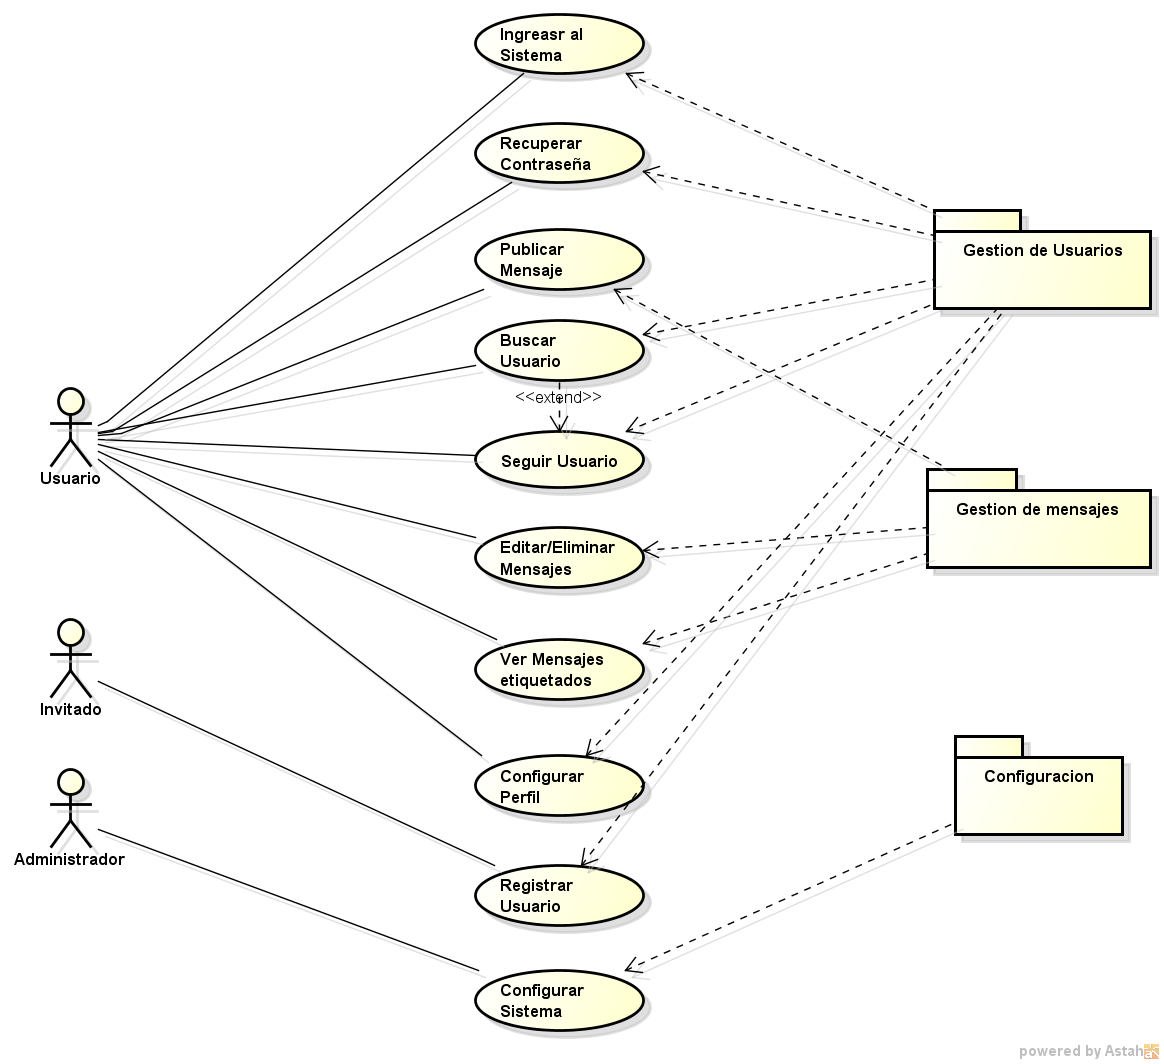 Ingreasr al
Sistema
Recuperar
Contraseña
Publicar
Mensaje
Gestion de Usuarios
Buscar
Usuario
<<extend>>
Seguir Usuario
Usuario
Gestion de mensajes
Editar/Eliminar
Mensajes
Ver Mensajes
etiquetados
Invitado
Configurar
Perfil
Configuracion
Administrador
Registrar
Usuario
Configurar
Sistema
powered by Astah